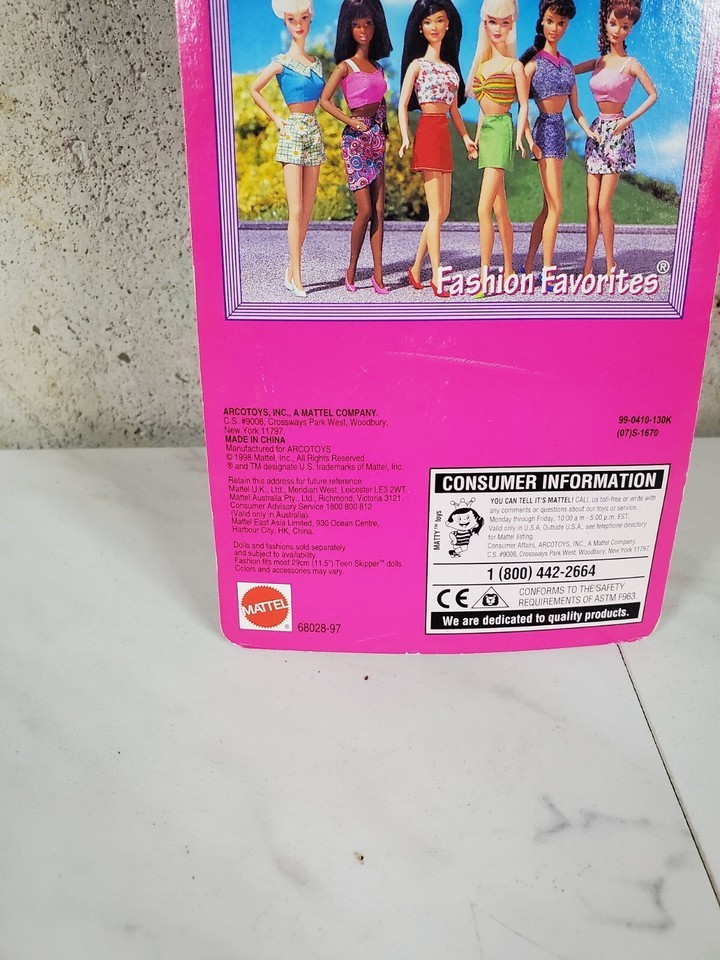 Fashion Favorites®
ARCOTOYS, INC., A MATTEL COMPANY.
C.S. #9008, Crossways Park West, Woodbury,
New York 11797.
MADE IN CHINA
Manufactured for ARCOTOYS
© 1998 Mattel, Inc., All Rights Reserved.
® and TM designate U.S. trademarks of Mattel, Inc.
99-0410-130K
(07)S-1670
Retain this address for future reference:
Mattel U.K., Ltd., Meridian West, Leicester LE3 2WT.
Mattel Australia Pty., Ltd., Richmond, Victoria 3121.
Consumer Advisory Service 1800 800 812
(Valid only in Australia).
Mattel East Asia Limited, 930 Ocean Centre,
Harbour City, HK, China.
Dolls and fashions sold separately
and subject to availability.
Fashion fits most 29cm (11.5") Teen Skipper™ dolls.
Colors and accessories may vary.
MATTEL
®
68028-97
CONSUMER INFORMATION
MATTY™ toys
YOU CAN TELL IT'S MATTEL! CALL us toll-free or write with
any comments or questions about our toys or service.
Monday through Friday, 10:00 a.m. - 5:00 p.m. EST.
Valid only in U.S.A. Outside U.S.A., see telephone directory
for Mattel listing.
Consumer Affairs, ARCOTOYS, INC., A Mattel Company,
C.S. #9008, Crossways Park West, Woodbury, New York 11797
1 (800) 442-2664
CE
CONFORMS TO THE SAFETY
REQUIREMENTS OF ASTM F963.
We are dedicated to quality products.